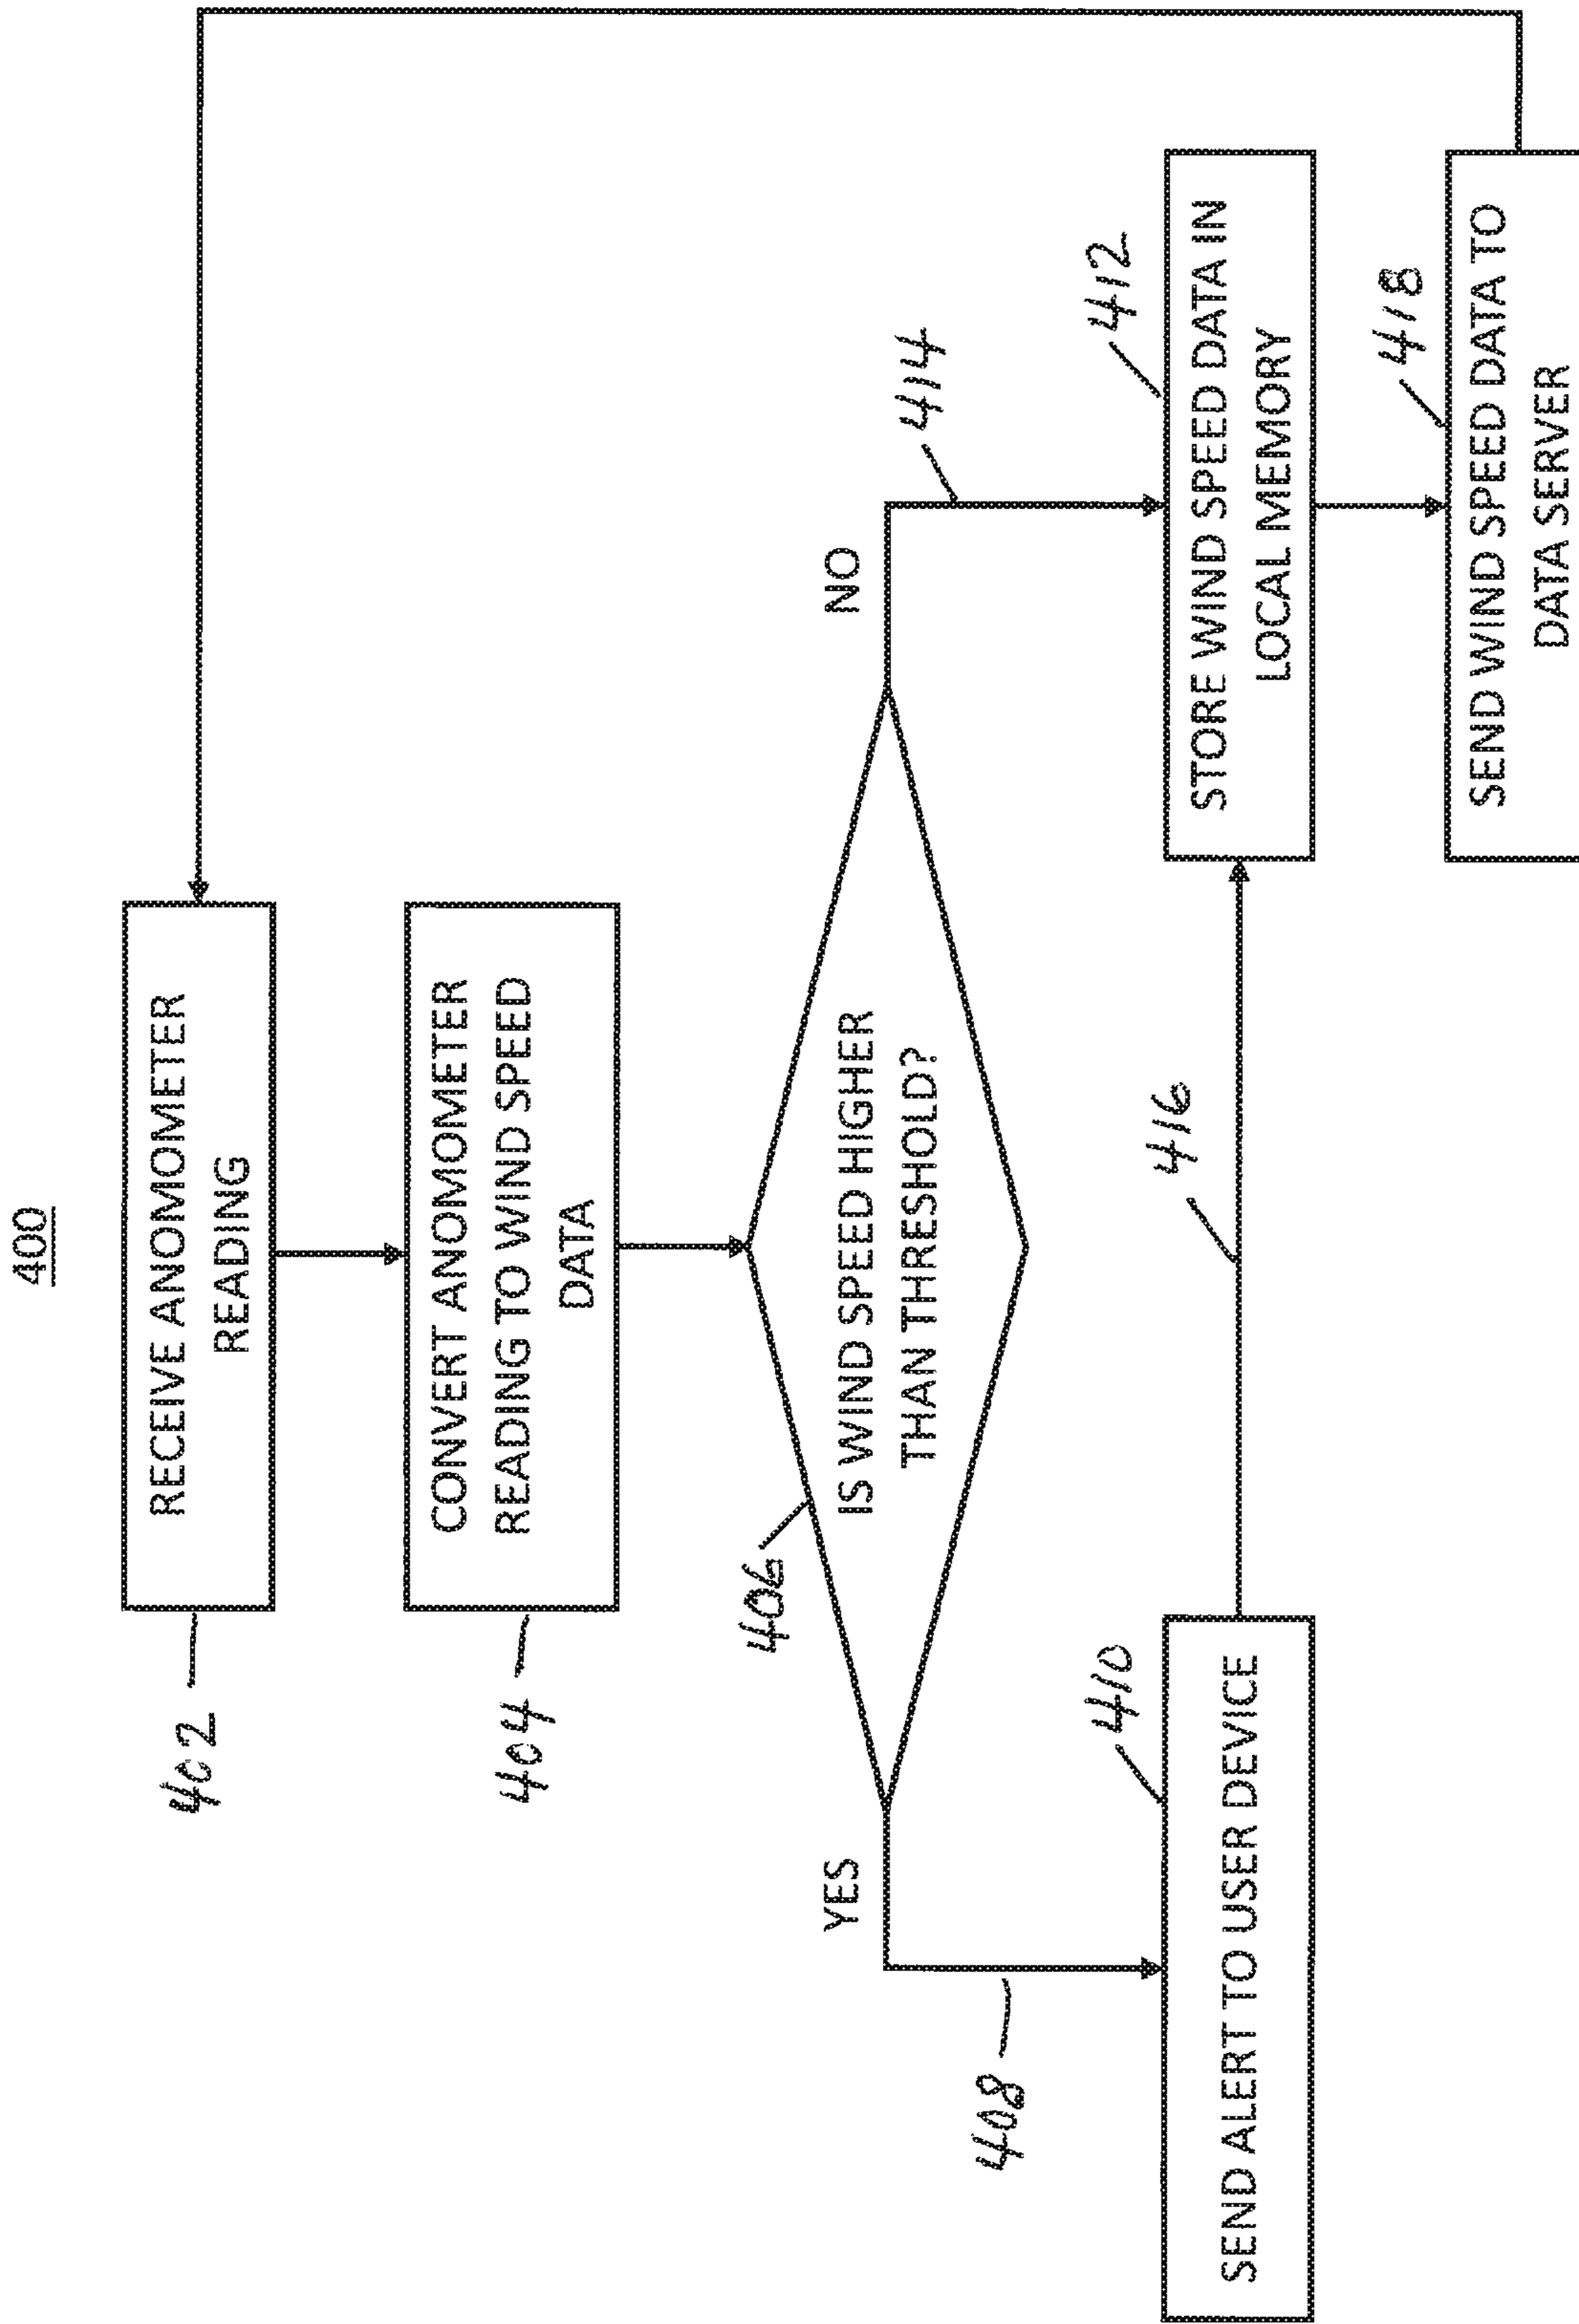 400
RECEIVE ANOMOMETER
READING
402
CONVERT ANOMOMETER
READING TO WIND SPEED
DATA
404
406
IS WIND SPEED HIGHER
THAN THRESHOLD?
YES
NO
408
414
410
SEND ALERT TO USER DEVICE
416
412
STORE WIND SPEED DATA IN
LOCAL MEMORY
418
SEND WIND SPEED DATA TO
DATA SERVER